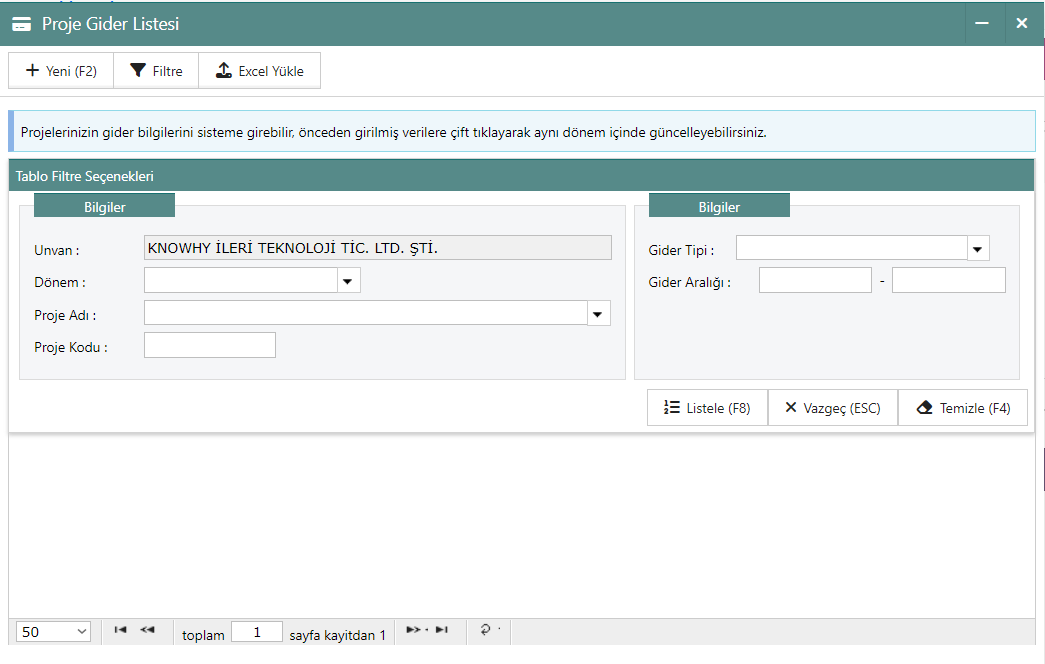 Proje Gider Listesi
Yeni (F2) Filtre Excel Yükle
Projelerinizin gider bilgilerini sisteme girebilir, önceden girilmiş verilere çift tıklayarak aynı dönem içinde güncelleyebilirsiniz.
Tablo Filtre Seçenekleri
Bilgiler
Unvan : KNOWHY İLERİ TEKNOLOJİ TİC. LTD. ŞTİ.
Dönem :
Proje Adı :
Proje Kodu :
Bilgiler
Gider Tipi :
Gider Aralığı : -
Listele (F8) Vazgeç (ESC) Temizle (F4)
50 toplam 1 sayfa kayitdan 1